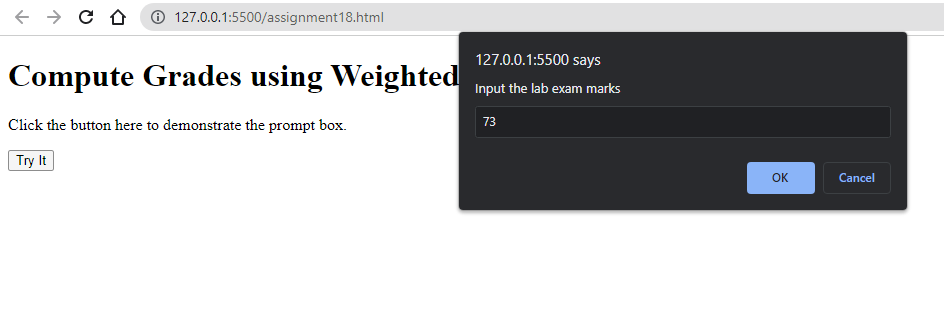 127.0.0.1:5500/assignment18.html
Compute Grades using Weighted
Click the button here to demonstrate the prompt box.
Try It
127.0.0.1:5500 says
Input the lab exam marks
73
OK Cancel